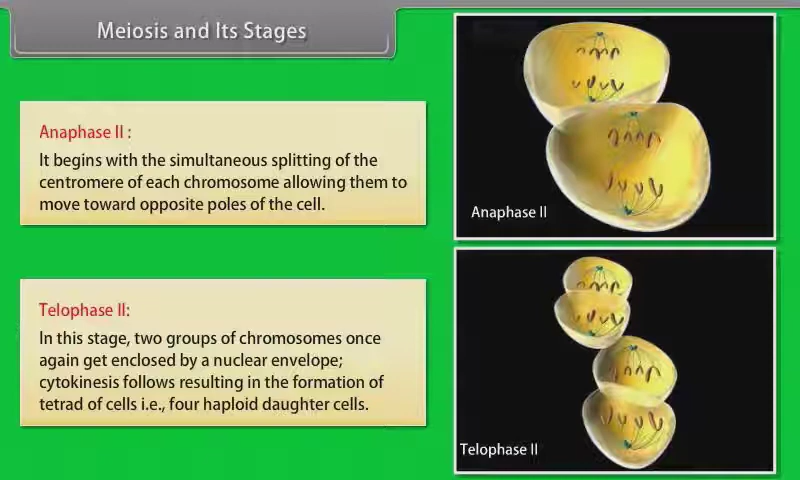 Meiosis and Its Stages
Anaphase II :
It begins with the simultaneous splitting of the
centromere of each chromosome allowing them to
move toward opposite poles of the cell.
Anaphase II
Telophase II:
In this stage, two groups of chromosomes once
again get enclosed by a nuclear envelope;
cytokinesis follows resulting in the formation of
tetrad of cells i.e., four haploid daughter cells.
Telophase II